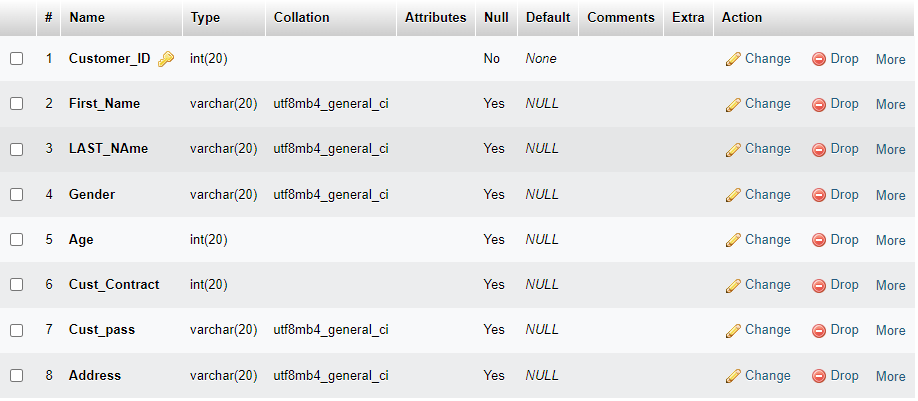 # Name Type Collation Attributes Null Default Comments Extra Action
1 Customer_ID int(20) No None Change Drop More
2 First_Name varchar(20) utf8mb4_general_ci Yes NULL Change Drop More
3 LAST_NAme varchar(20) utf8mb4_general_ci Yes NULL Change Drop More
4 Gender varchar(20) utf8mb4_general_ci Yes NULL Change Drop More
5 Age int(20) Yes NULL Change Drop More
6 Cust_Contract int(20) Yes NULL Change Drop More
7 Cust_pass varchar(20) utf8mb4_general_ci Yes NULL Change Drop More
8 Address varchar(20) utf8mb4_general_ci Yes NULL Change Drop More